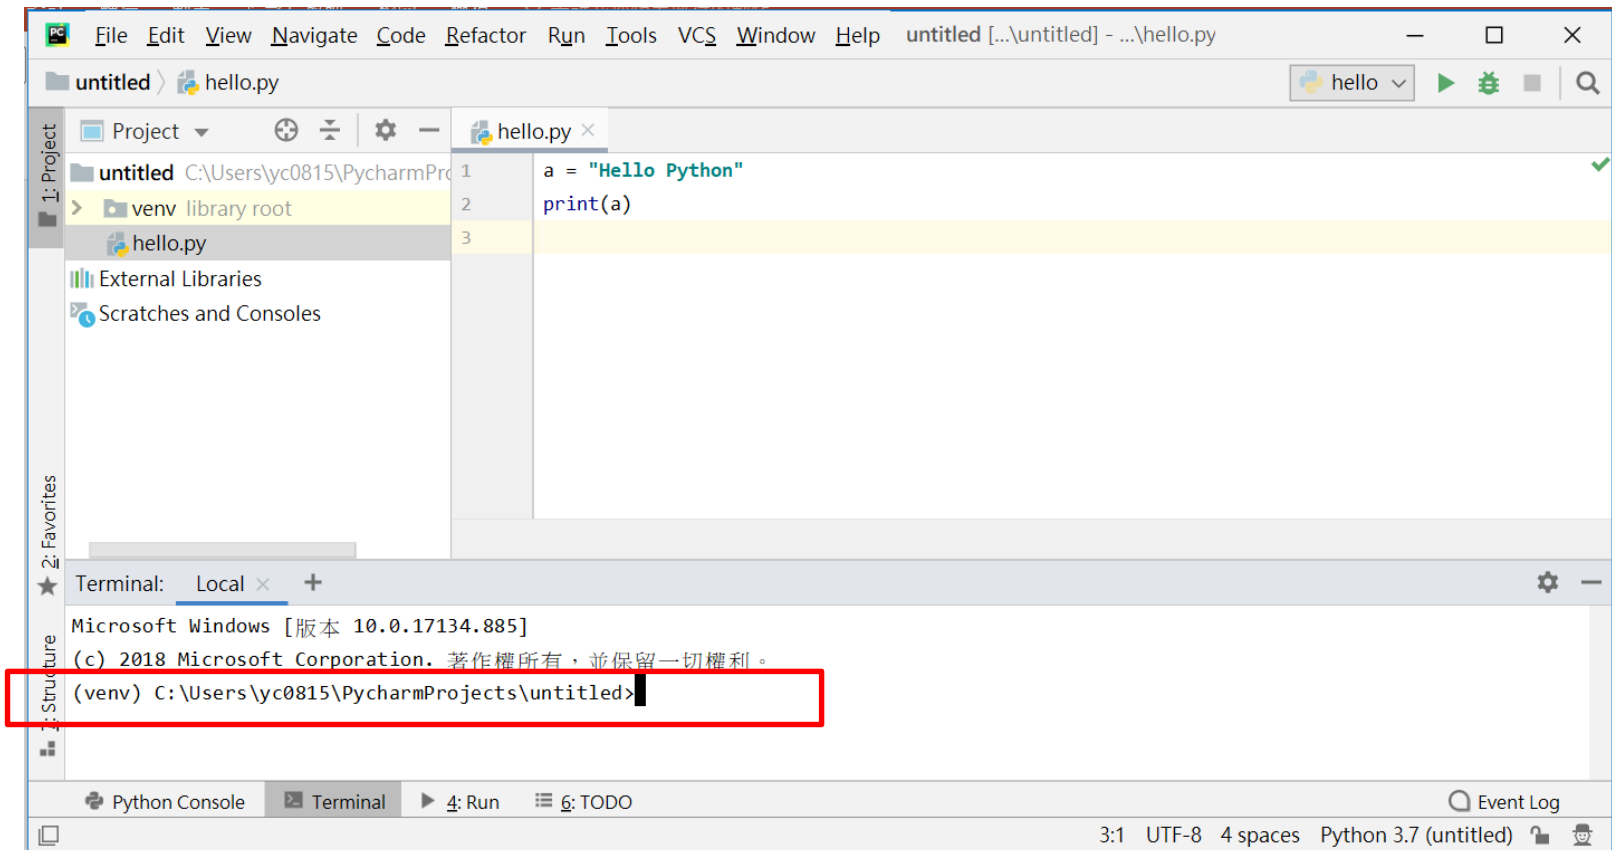 PC File Edit View Navigate Code Refactor Run Tools VCS Window Help untitled [...\untitled] - ...\hello.py
untitled hello.py
hello
1: Project
Project
hello.py
untitled C:\Users\yc0815\PycharmPro
venv library root
hello.py
External Libraries
Scratches and Consoles
1 a = "Hello Python"
2 print(a)
3
2: Favorites
Terminal: Local
Microsoft Windows [版本 10.0.17134.885]
(c) 2018 Microsoft Corporation. 著作權所有，並保留一切權利。
(venv) C:\Users\yc0815\PycharmProjects\untitled>
Structure
Python Console Terminal 4: Run 6: TODO Event Log
3:1 UTF-8 4 spaces Python 3.7 (untitled)